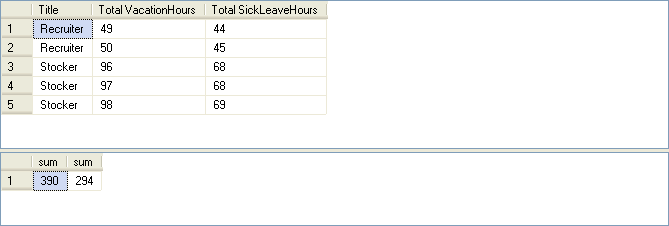 Title Total VacationHours Total SickLeaveHours
1 Recruiter 49 44
2 Recruiter 50 45
3 Stocker 96 68
4 Stocker 97 68
5 Stocker 98 69
sum sum
1 390 294